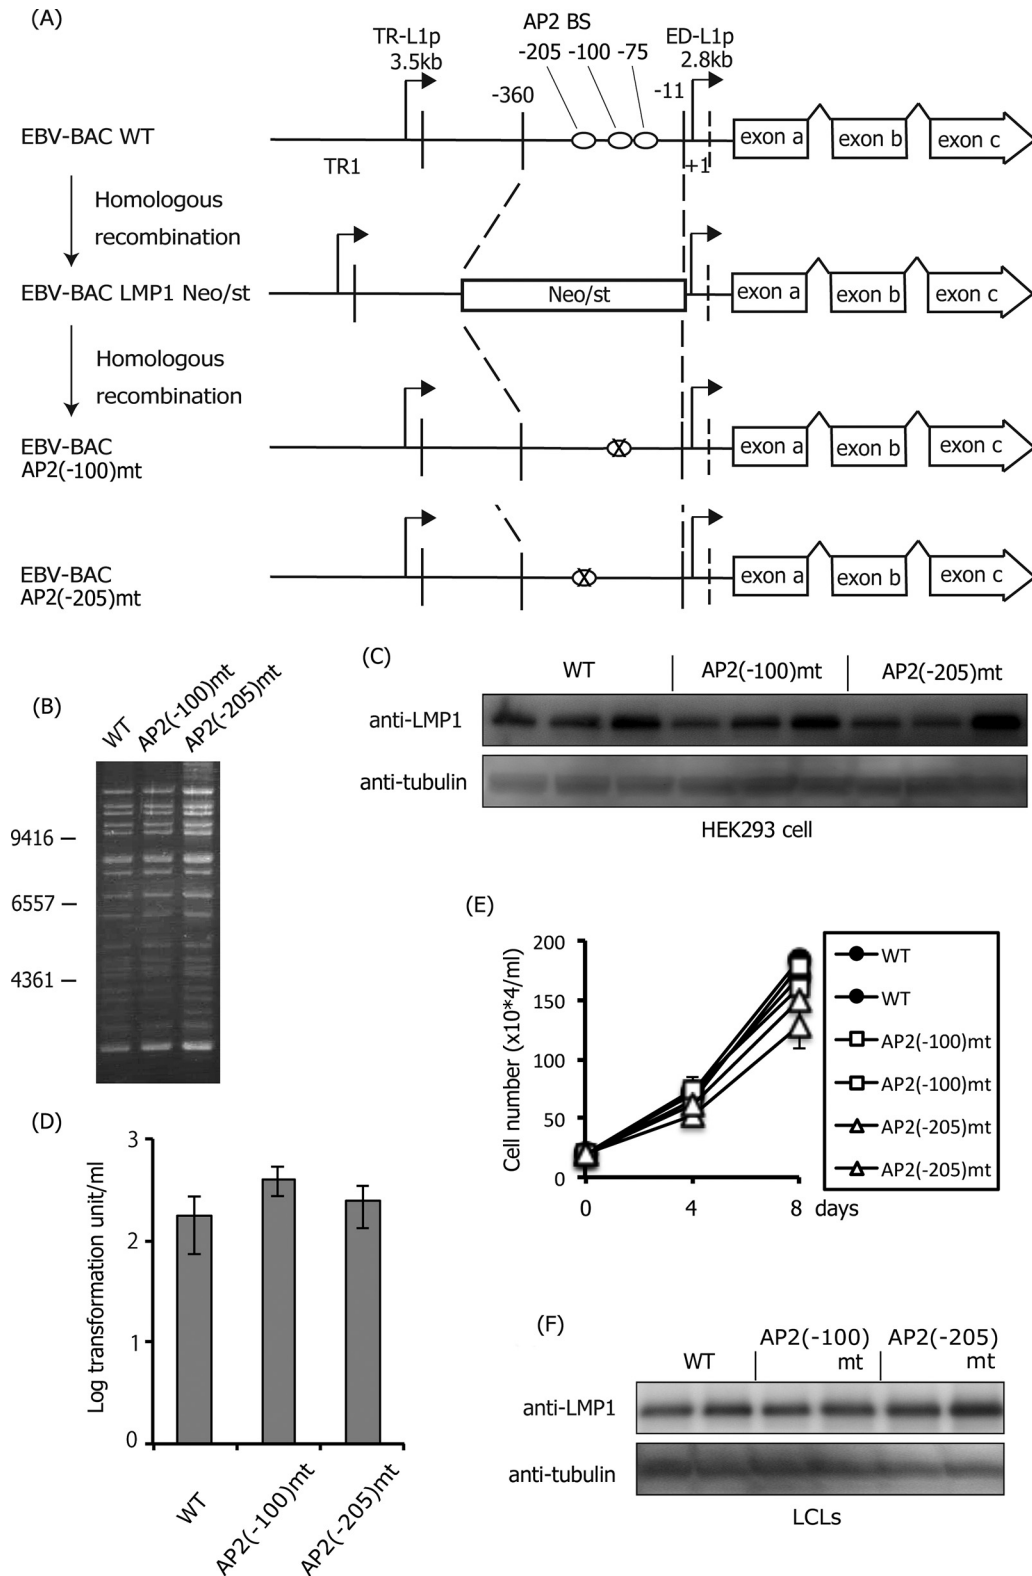 (A)
AP2 BS
TR-L1p
3.5kb
-205 -100 -75
ED-L1p
2.8kb
-360
-11
EBV-BAC WT
exon a
exon b
exon c
TR1
+1
Homologous
recombination
EBV-BAC LMP1 Neo/st
Neo/st
exon a
exon b
exon c
Homologous
recombination
EBV-BAC
AP2(-100)mt
exon a
exon b
exon c
EBV-BAC
AP2(-205)mt
exon a
exon b
exon c
(B)
WT
AP2(-100)mt
AP2(-205)mt
9416
6557
4361
(C)
WT
AP2(-100)mt
AP2(-205)mt
anti-LMP1
anti-tubulin
HEK293 cell
(D)
Log transformation unit/ml
3
2
1
0
WT
AP2(-100)mt
AP2(-205)mt
(E)
Cell number (x10*4/ml)
200
150
100
50
0
0
4
8
days
WT
WT
AP2(-100)mt
AP2(-100)mt
AP2(-205)mt
AP2(-205)mt
(F)
WT
AP2(-100)
mt
AP2(-205)
mt
anti-LMP1
anti-tubulin
LCLs